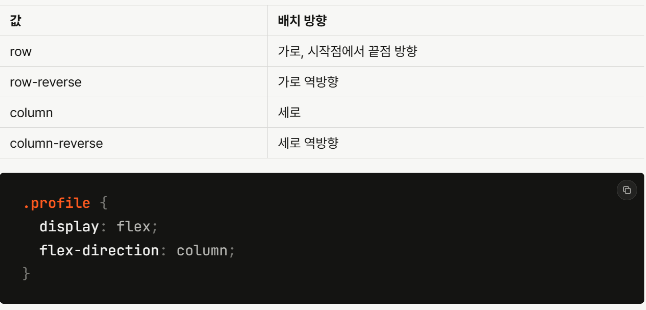 값 배치 방향
row 가로, 시작점에서 끝점 방향
row-reverse 가로 역방향
column 세로
column-reverse 세로 역방향
.profile {
  display: flex;
  flex-direction: column;
}